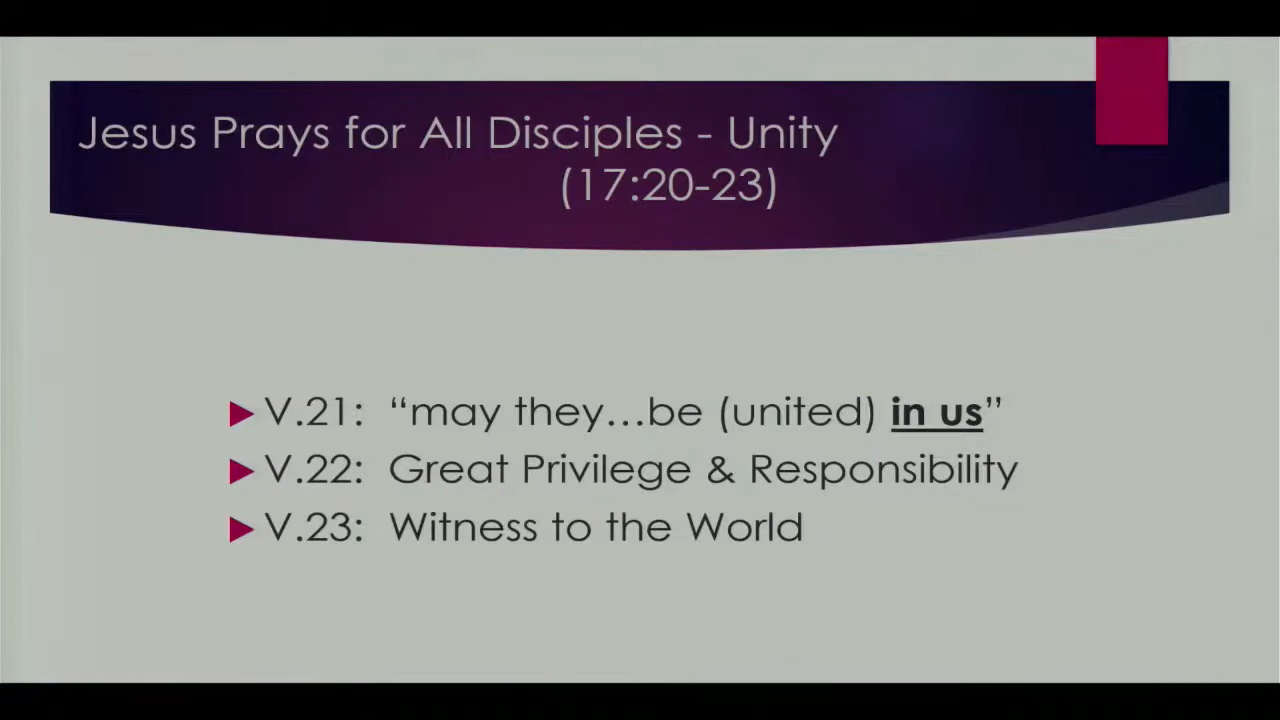 Jesus Prays for All Disciples - Unity
(17:20-23)
V.21: “may they…be (united) in us”
V.22: Great Privilege & Responsibility
V.23: Witness to the World